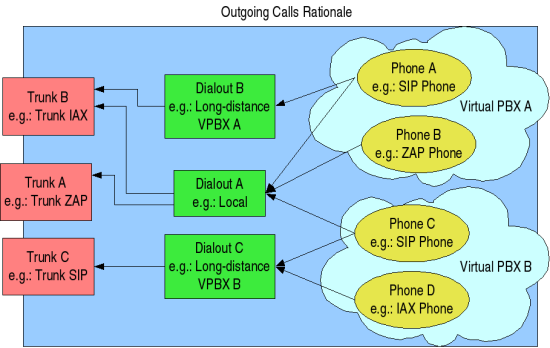 Outgoing Calls Rationale
Trunk B
e.g.: Trunk IAX
Trunk A
e.g.: Trunk ZAP
Trunk C
e.g.: Trunk SIP
Dialout B
e.g.: Long-distance
VPBX A
Dialout A
e.g.: Local
Dialout C
e.g.: Long-distance
VPBX B
Phone A
e.g.: SIP Phone
Virtual PBX A
Phone B
e.g.: ZAP Phone
Phone C
e.g.: SIP Phone
Virtual PBX B
Phone D
e.g.: IAX Phone